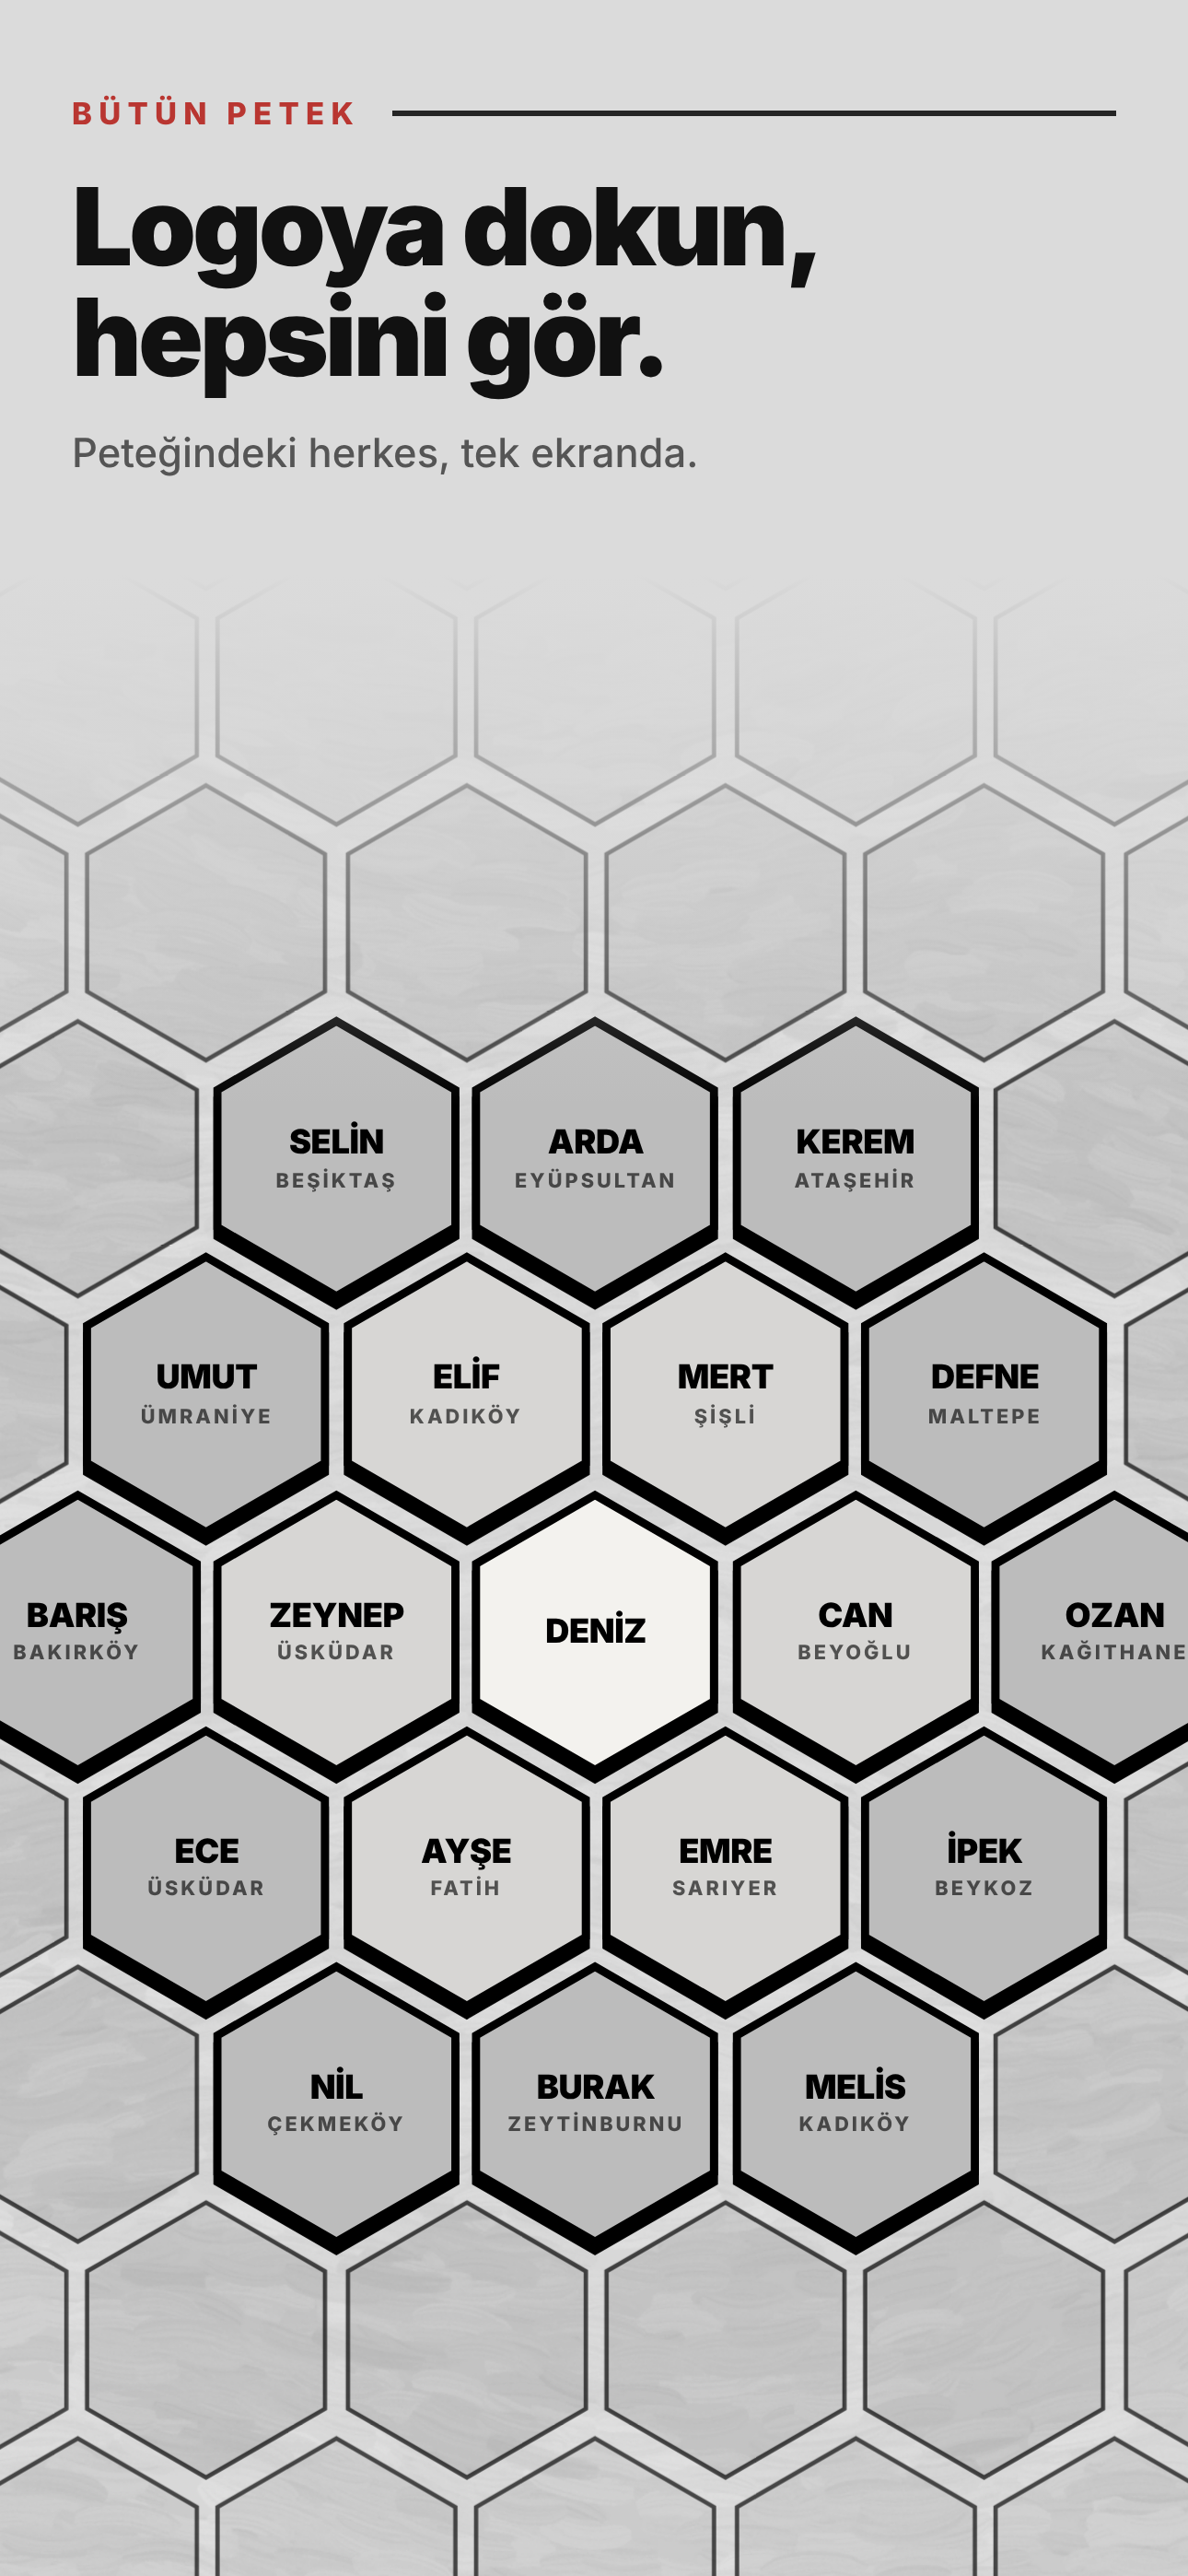 BÜTÜN PETEK
Logoya dokun,
hepsini gör.
Peteğindeki herkes, tek ekranda.
SELİN
BEŞİKTAŞ
ARDA
EYÜPSULTAN
KEREM
ATAŞEHİR
UMUT
ÜMRANİYE
ELİF
KADIKÖY
MERT
ŞİŞLİ
DEFNE
MALTEPE
BARIŞ
BAKIRKÖY
ZEYNEP
ÜSKÜDAR
DENİZ
CAN
BEYOĞLU
OZAN
KAĞITHANE
ECE
ÜSKÜDAR
AYŞE
FATİH
EMRE
SARIYER
İPEK
BEYKOZ
NİL
ÇEKMEKÖY
BURAK
ZEYTİNBURNU
MELİS
KADIKÖY